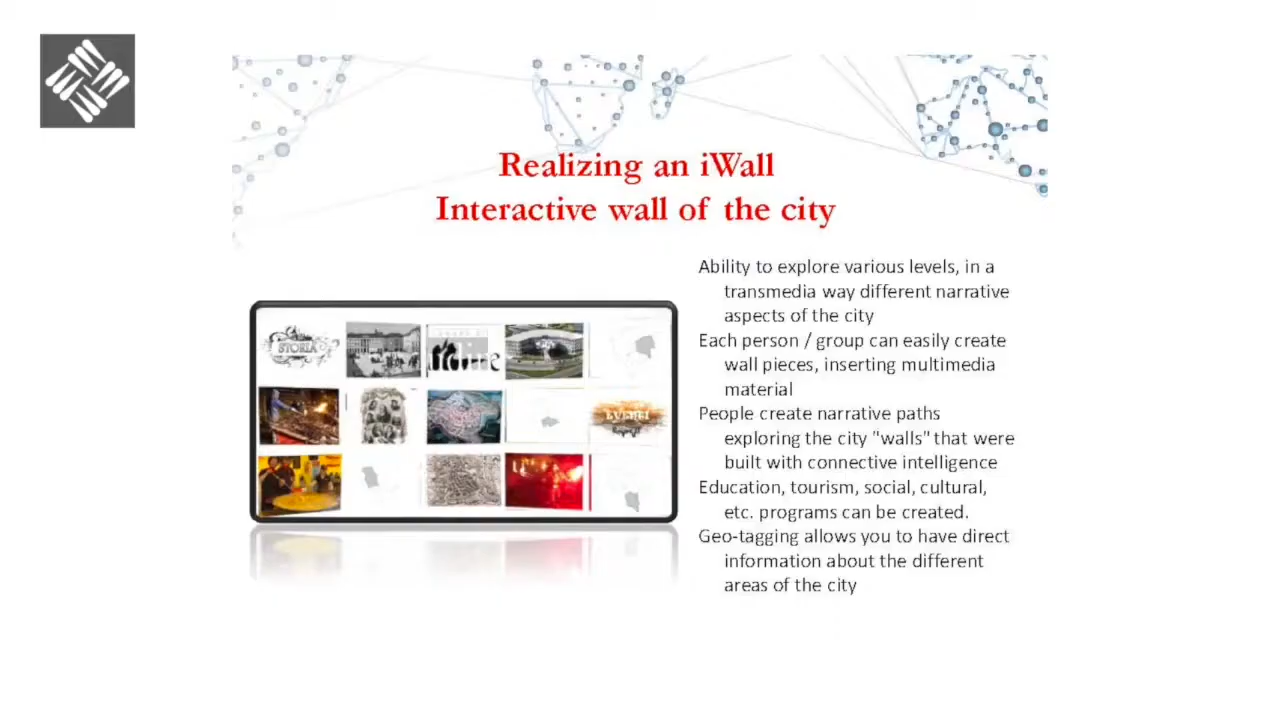 Realizing an iWall
Interactive wall of the city
Ability to explore various levels, in a
transmedia way different narrative
aspects of the city
Each person / group can easily create
wall pieces, inserting multimedia
material
People create narrative paths
exploring the city "walls" that were
built with connective intelligence
Education, tourism, social, cultural,
etc. programs can be created.
Geo-tagging allows you to have direct
information about the different
areas of the city
STORIA
EVENTI